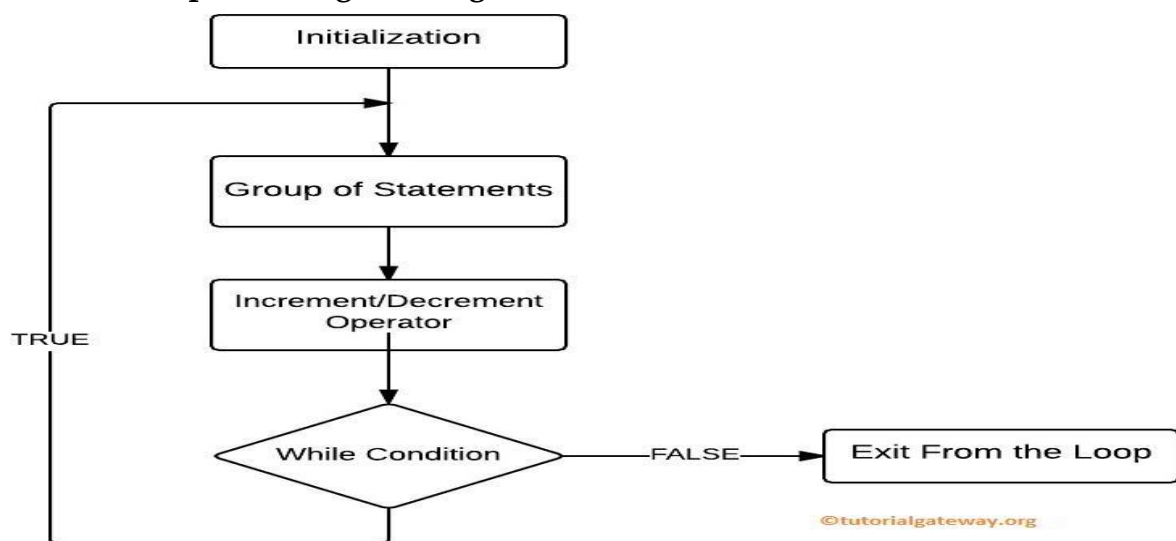 Initialization
Group of Statements
Increment/Decrement
Operator
TRUE
While Condition
FALSE
Exit From the Loop
©tutorialgateway.org